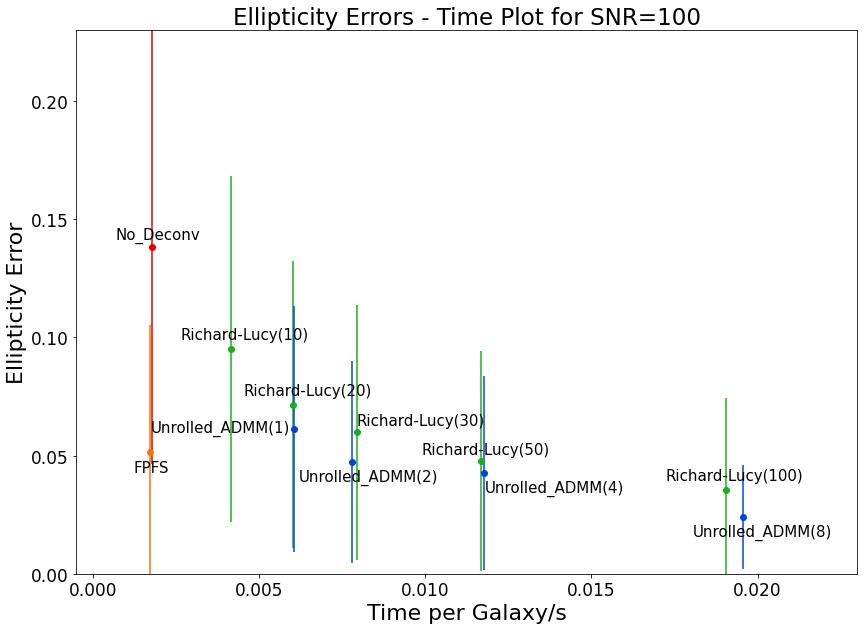 Ellipticity Errors - Time Plot for SNR=100
Ellipticity Error
0.20
0.15
0.10
0.05
0.00
No_Deconv
Richard-Lucy(10)
Richard-Lucy(20)
Unrolled_ADMM(1)
Richard-Lucy(30)
FPFS
Unrolled_ADMM(2)
Richard-Lucy(50)
Unrolled_ADMM(4)
Richard-Lucy(100)
Unrolled_ADMM(8)
0.000
0.005
0.010
0.015
0.020
Time per Galaxy/s